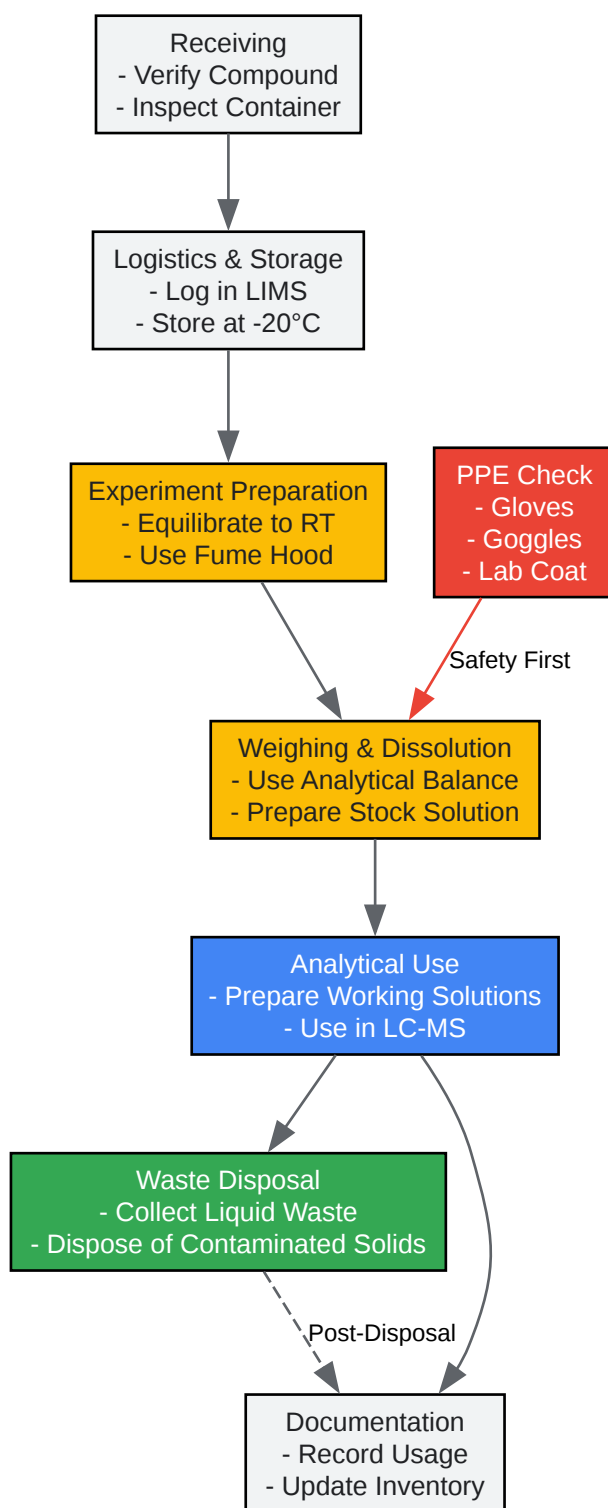 Receiving
- Verify Compound
- Inspect Container
Logistics & Storage
- Log in LIMS
- Store at -20°C
Experiment Preparation
- Equilibrate to RT
- Use Fume Hood
PPE Check
- Gloves
- Goggles
- Lab Coat
Safety First
Weighing & Dissolution
- Use Analytical Balance
- Prepare Stock Solution
Analytical Use
- Prepare Working Solutions
- Use in LC-MS
Waste Disposal
- Collect Liquid Waste
- Dispose of Contaminated Solids
Post-Disposal
Documentation
- Record Usage
- Update Inventory